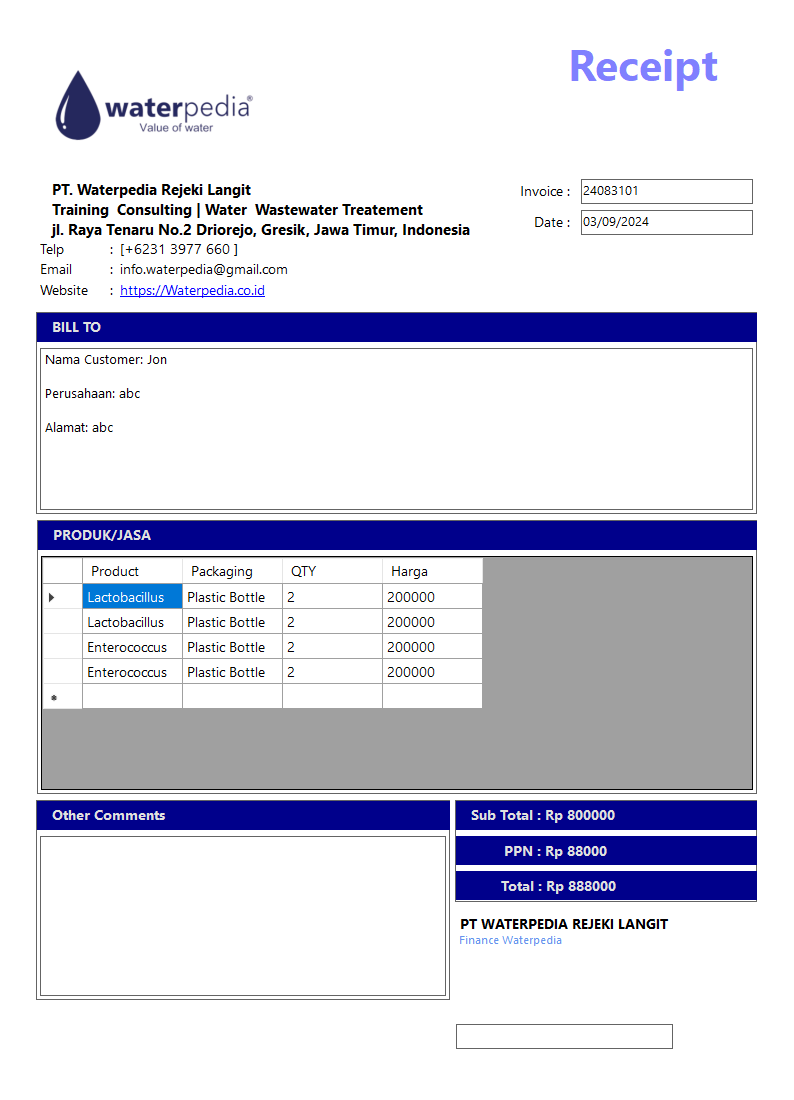 Receipt
waterpedia®
Value of water
PT. Waterpedia Rejeki Langit
Training Consulting | Water Wastewater Treatement
jl. Raya Tenaru No.2 Driorejo, Gresik, Jawa Timur, Indonesia
Telp : [+6231 3977 660 ]
Email : info.waterpedia@gmail.com
Website : https://Waterpedia.co.id
Invoice : 24083101
Date : 03/09/2024
BILL TO
Nama Customer: Jon
Perusahaan: abc
Alamat: abc
PRODUK/JASA
Product Packaging QTY Harga
Lactobacillus Plastic Bottle 2 200000
Lactobacillus Plastic Bottle 2 200000
Enterococcus Plastic Bottle 2 200000
Enterococcus Plastic Bottle 2 200000
Other Comments
Sub Total : Rp 800000
PPN : Rp 88000
Total : Rp 888000
PT WATERPEDIA REJEKI LANGIT
Finance Waterpedia